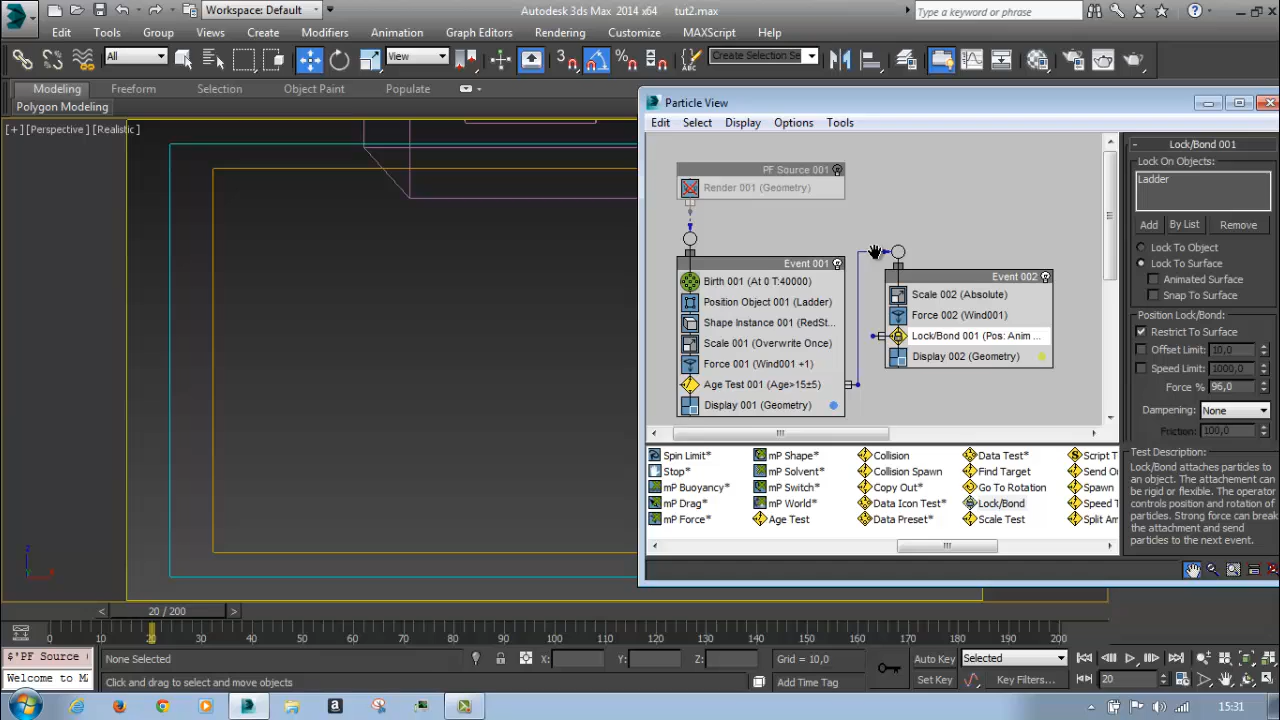 Workspace: Default
Autodesk 3ds Max 2014 x64 tut2.max
Type a keyword or phrase
Edit Tools Group Views Create Modifiers Animation Graph Editors Rendering Customize MAXScript Help
All
View
Create Selection Se
Modeling Freeform Selection Object Paint Populate
Polygon Modeling
[+] [Perspective] [Realistic]
Particle View
Edit Select Display Options Tools
PF Source 001
Render 001 (Geometry)
Event 001
Birth 001 (At 0 T:40000)
Position Object 001 (Ladder)
Shape Instance 001 (RedSt...
Scale 001 (Overwrite Once)
Force 001 (Wind001 +1)
Age Test 001 (Age>15±5)
Display 001 (Geometry)
Event 002
Scale 002 (Absolute)
Force 002 (Wind001)
Lock/Bond 001 (Pos: Anim ...
Display 002 (Geometry)
Lock/Bond 001
Lock On Objects:
Ladder
Add By List Remove
Lock To Object
Lock To Surface
Animated Surface
Snap To Surface
Position Lock/Bond:
Restrict To Surface
Offset Limit: 10,0
Speed Limit: 1000,0
Force % 96,0
Dampening: None
Friction: 100,0
Test Description:
Lock/Bond attaches particles to
an object. The attachement can
be rigid or flexible. The operator
controls position and rotation of
particles. Strong force can break
the attachment and send
particles to the next event.
Spin Limit* mP Shape* Collision Data Test* Script T
Stop* mP Solvent* Collision Spawn Find Target Send O
mP Buoyancy* mP Switch* Copy Out* Go To Rotation Spawn
mP Drag* mP World* Data Icon Test* Lock/Bond Speed T
mP Force* Age Test Data Preset* Scale Test Split Am
z
20 / 200
0 10 20 30 40 50 60 70 80 90 100 110 120 130 140 150 160 170 180 190 200
$'PF Source
Welcome to M
None Selected
Click and drag to select and move objects
X: Y: Z:
Grid = 10,0
Add Time Tag
Auto Key Selected
Set Key Key Filters...
20
15:31